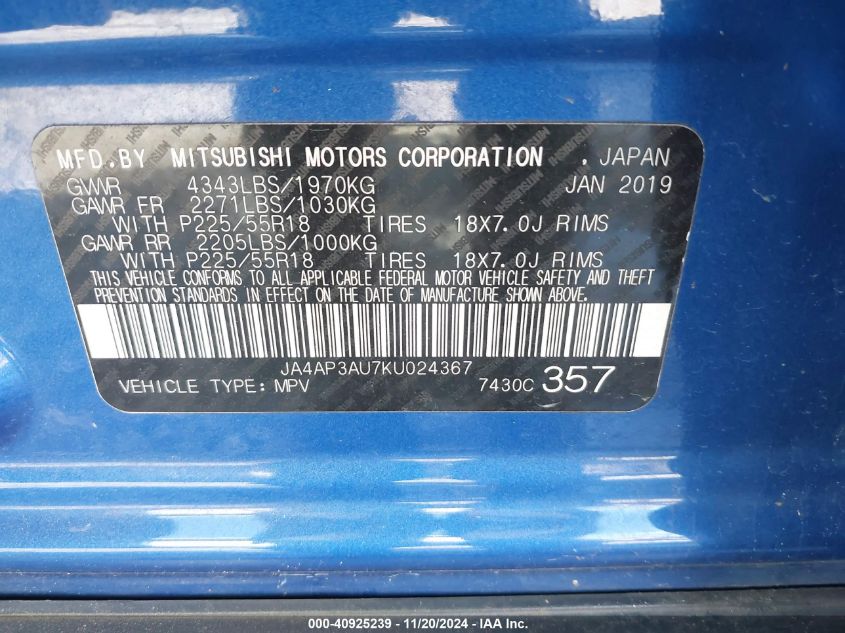 MFD.BY MITSUBISHI MOTORS CORPORATION . JAPAN
GVWR 4343LBS/1970KG JAN 2019
GAWR FR 2271LBS/1030KG
WITH P225/55R18 TIRES 18X7.0J RIMS
GAWR RR 2205LBS/1000KG
WITH P225/55R18 TIRES 18X7.0J RIMS
THIS VEHICLE CONFORMS TO ALL APPLICABLE FEDERAL MOTOR VEHICLE SAFETY AND THEFT
PREVENTION STANDARDS IN EFFECT ON THE DATE OF MANUFACTURE SHOWN ABOVE.
JA4AP3AU7KU024367
VEHICLE TYPE: MPV 7430C 357
000-40925239 - 11/20/2024 - Copyright © 2024 IAA, Inc.